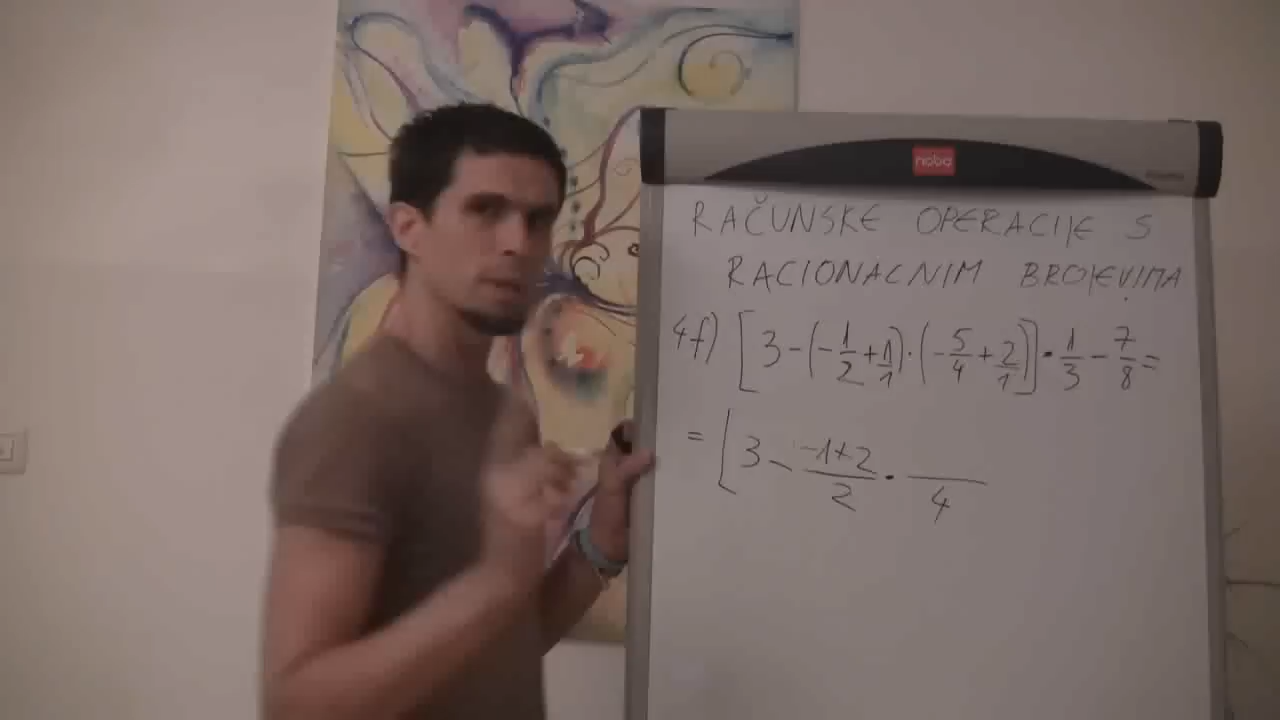 nobo
RAČUNSKE OPERACIJE S
RACIONALNIM BROJEVIMA
4f) [3-(-1/2+1/1)·(-5/4+2/1)]·1/3-7/8=
=[3-(-1+2)/2·  /4